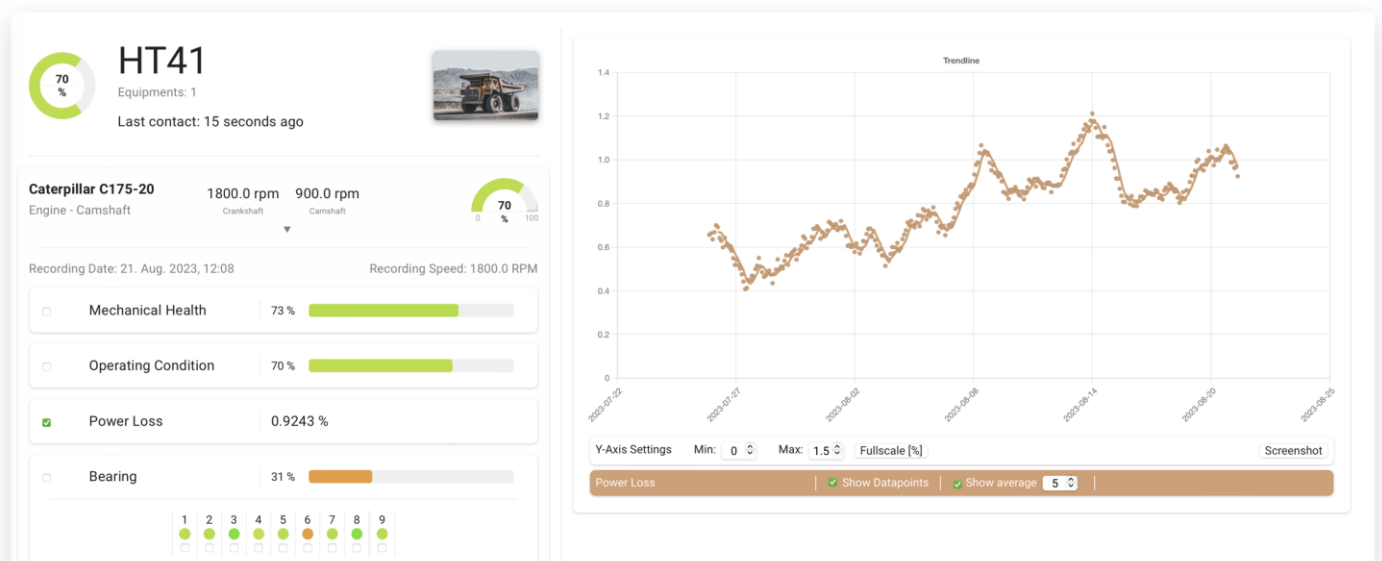 70
%
HT41
Equipments: 1
Last contact: 15 seconds ago
Caterpillar C175-20
Engine - Camshaft
1800.0 rpm 900.0 rpm
Crankshaft Camshaft
70
0 % 100
Recording Date: 21. Aug. 2023, 12:08 Recording Speed: 1800.0 RPM
Mechanical Health 73 %
Operating Condition 70 %
Power Loss 0.9243 %
Bearing 31 %
1 2 3 4 5 6 7 8 9
Trendline
1.4
1.2
1.0
0.8
0.6
0.4
0.2
0
2023-07-22 2023-07-27 2023-08-02 2023-08-08 2023-08-14 2023-08-20 2023-08-25
Y-Axis Settings Min: 0 Max: 1.5 Fullscale [%] Screenshot
Power Loss Show Datapoints Show average 5